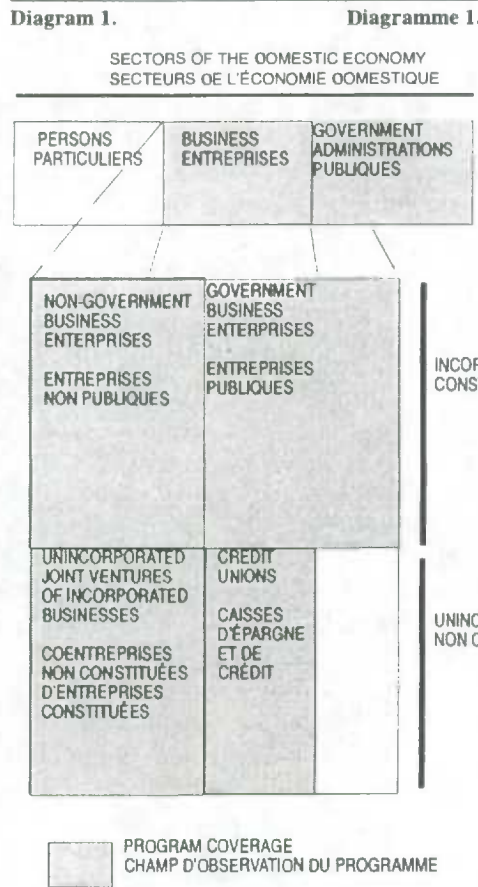 Diagram 1. Diagramme 1.
SECTORS OF THE OOMESTIC ECONOMY
SECTEURS OE L'ÉCONOMIE OOMESTIQUE
PERSONS
PARTICULIERS
BUSINESS
ENTREPRISES
GOVERNMENT
ADMINISTRATIONS
PUBLIQUES
NON-GOVERNMENT
BUSINESS
ENTERPRISES
ENTREPRISES
NON PUBLIQUES
GOVERNMENT
BUSINESS
ENTERPRISES
ENTREPRISES
PUBLIQUES
UNINCORPORATED
JOINT VENTURES
OF INCORPORATED
BUSINESSES
COENTREPRISES
NON CONSTITUÉES
D'ENTREPRISES
CONSTITUÉES
CREDIT
UNIONS
CAISSES
D'ÉPARGNE
ET DE
CRÉDIT
NON
PROGRAM COVERAGE
CHAMP D'OBSERVATION DU PROGRAMME